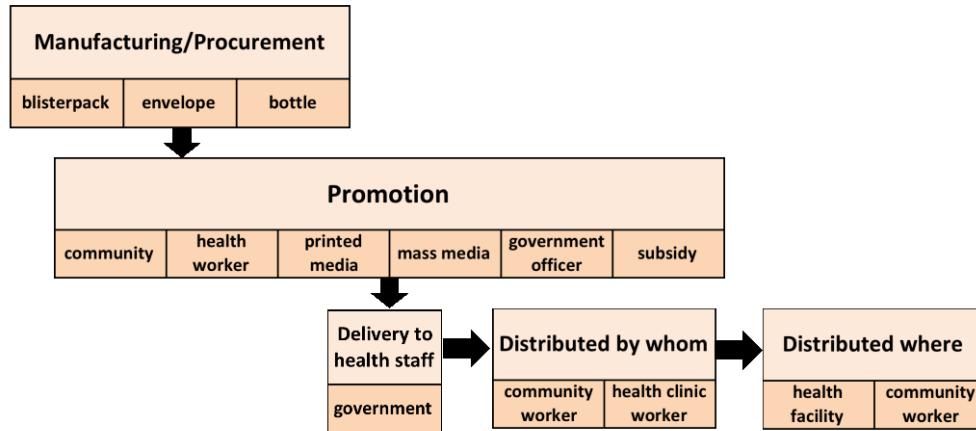 Manufacturing/Procurement
blisterpack
envelope
bottle
Promotion
community
health
worker
printed
media
mass media
government
officer
subsidy
Delivery to
health staff
government
Distributed by whom
community
worker
health clinic
worker
Distributed where
health
facility
community
worker